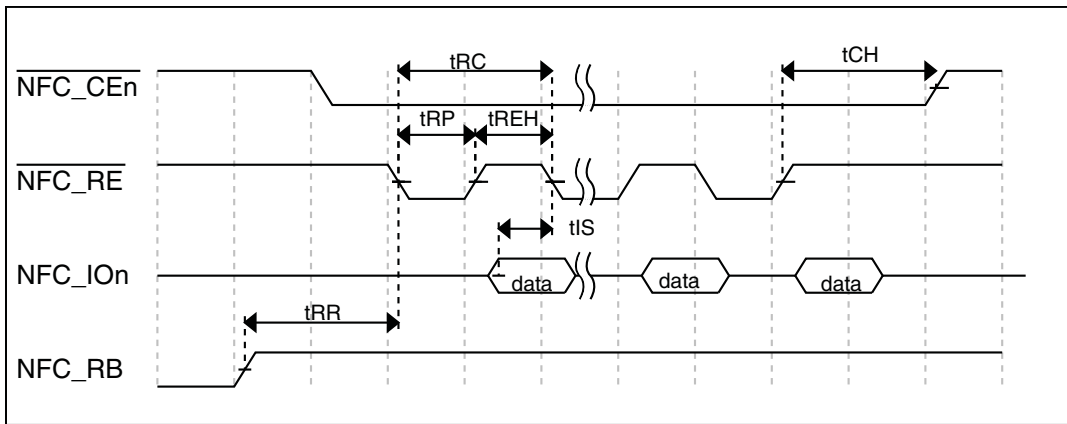 tRC
tCH
NFC_CEn
tRP
tREH
NFC_RE
tIS
NFC_IOn
data
data
data
tRR
NFC_RB